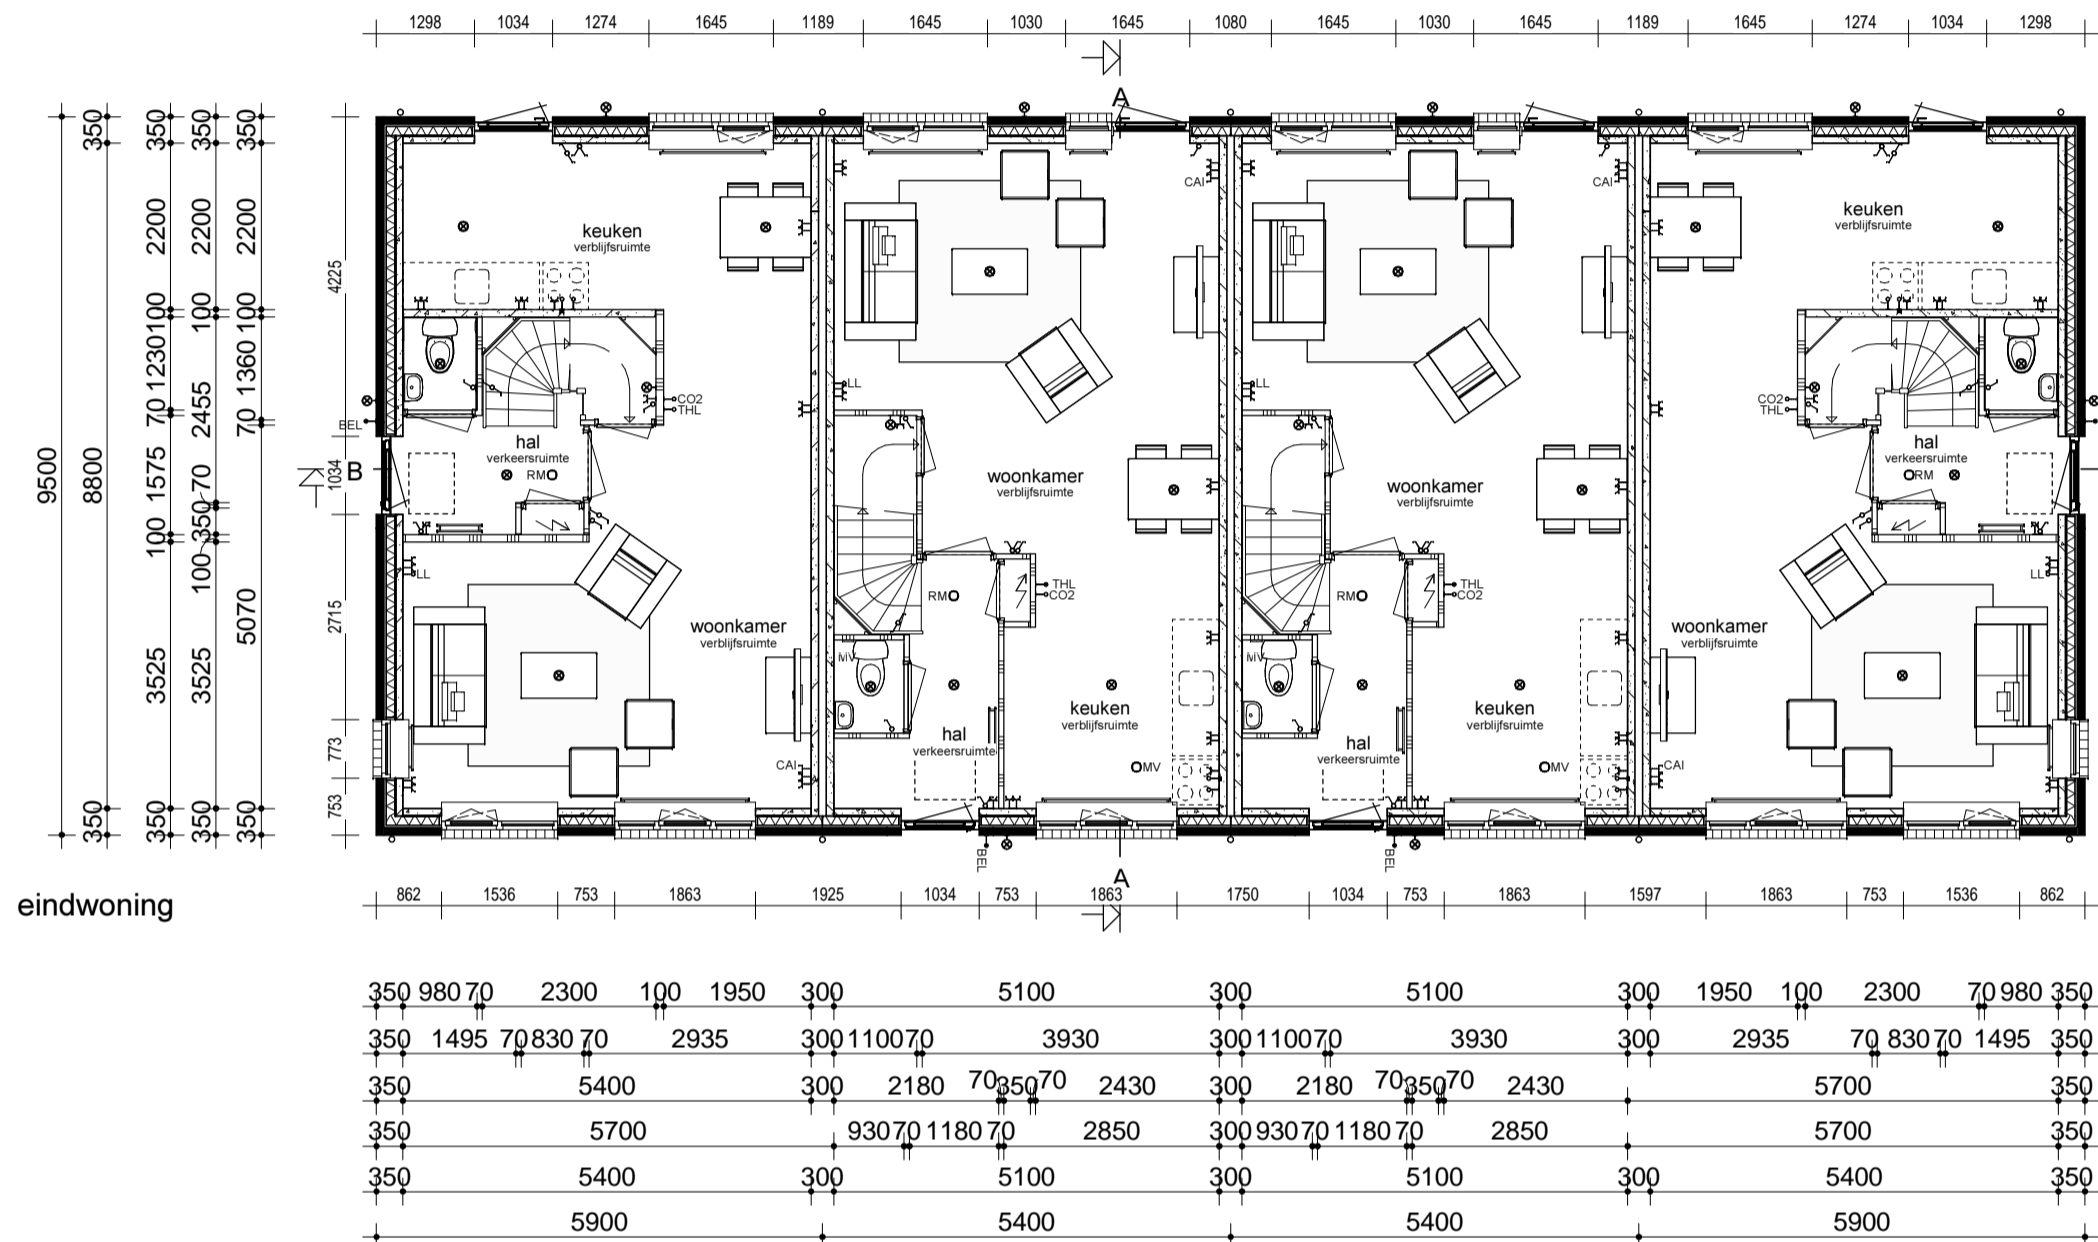 1298 1034 1274 1645 1189 1645 1030 1645 1080 1645 1030 1645 1189 1645 1274 1034 1298
A
350 350 350 350 350
CAI CAI
2200 2200 2200
keuken
verblijfsruimte
keuken
verblijfsruimte
4225
100 100 100
1230 1360
LL LL
CO2
THL
CO2
THL
70 2455 70
BEL
hal
verkeersruimte
hal
verkeersruimte
RM RM
B
9500 8800 1575 70 1034
woonkamer
verblijfsruimte
woonkamer
verblijfsruimte
100 350
100
LL LL
THL
CO2
THL
CO2
RM RM
5070 2715
woonkamer
verblijfsruimte
woonkamer
verblijfsruimte
3525 3525
MV MV
keuken
verblijfsruimte
keuken
verblijfsruimte
hal
verkeersruimte
hal
verkeersruimte
773
CAI MV MV CAI
753
350 350 350 350 350
BEL BEL
A
eindwoning
862 1536 753 1863 1925 1034 753 1863 1750 1034 753 1863 1597 1863 753 1536 862
350 980 70 2300 100 1950 300 5100 300 5100 300 1950 100 2300 70 980 350
350 1495 70 830 70 2935 300 1100 70 3930 300 1100 70 3930 300 2935 70 830 70 1495 350
350 5400 300 2180 70 350 70 2430 300 2180 70 350 70 2430 5700 350
350 5700 930 70 1180 70 2850 300 930 70 1180 70 2850 5700 350
350 5400 300 5100 300 5100 300 5400 350
5900 5400 5400 5900